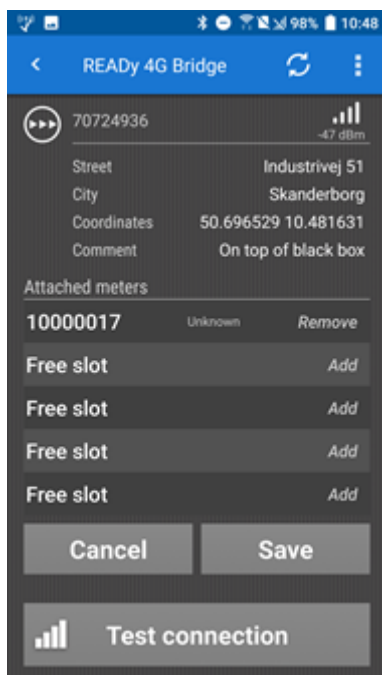 98% 10:48
READy 4G Bridge
70724936
-47 dBm
Street Industrivej 51
City Skanderborg
Coordinates 50.696529 10.481631
Comment On top of black box
Attached meters
10000017 Unknown Remove
Free slot Add
Free slot Add
Free slot Add
Free slot Add
Cancel Save
Test connection